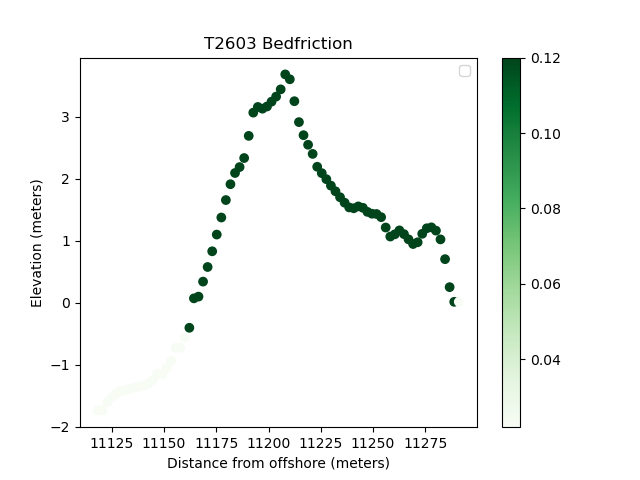 T2603 Bedfriction
0.12
0.10
0.08
0.06
0.04
3
2
1
0
−1
−2
Elevation (meters)
11125 11150 11175 11200 11225 11250 11275
Distance from offshore (meters)